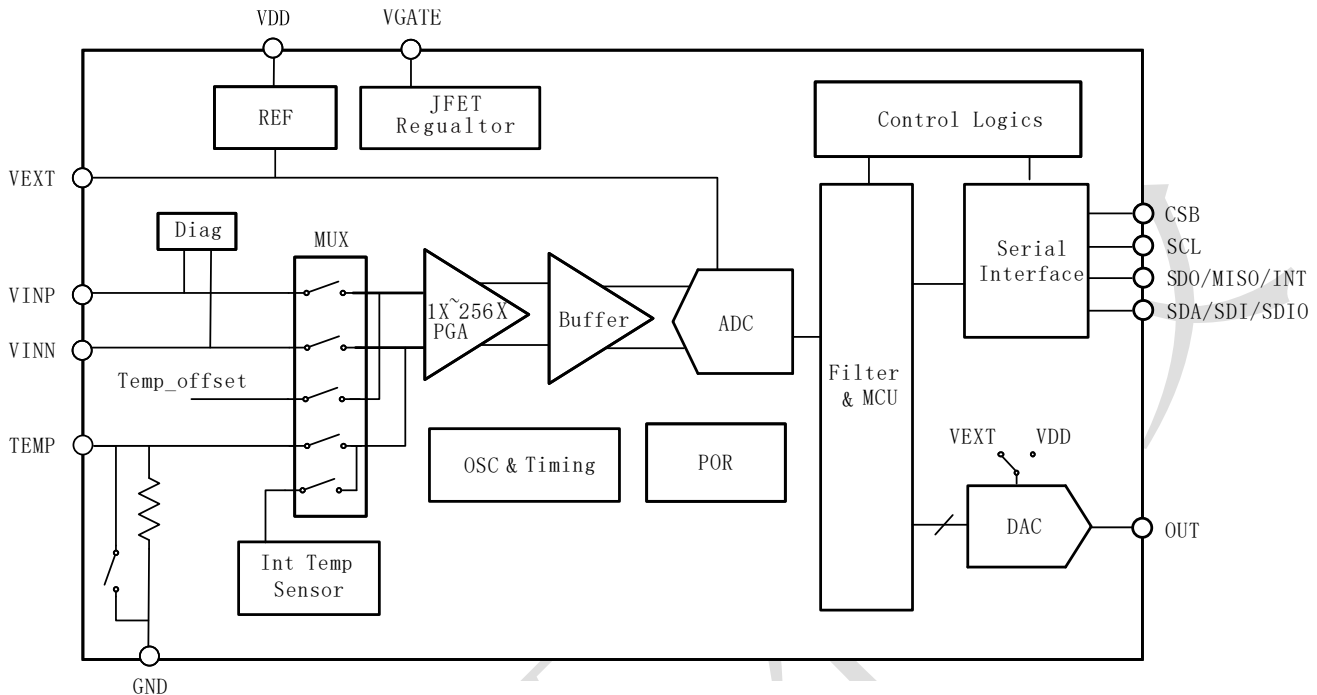 VDD
VGATE
REF
JFET
Regualtor
Control Logics
VEXT
Diag
MUX
CSB
SCL
SDO/MISO/INT
SDA/SDI/SDIO
Serial
Interface
VINP
VINN
1X~256X
PGA
Buffer
ADC
Temp_offset
Filter
& MCU
TEMP
OSC & Timing
POR
VEXT
VDD
DAC
OUT
Int Temp
Sensor
GND